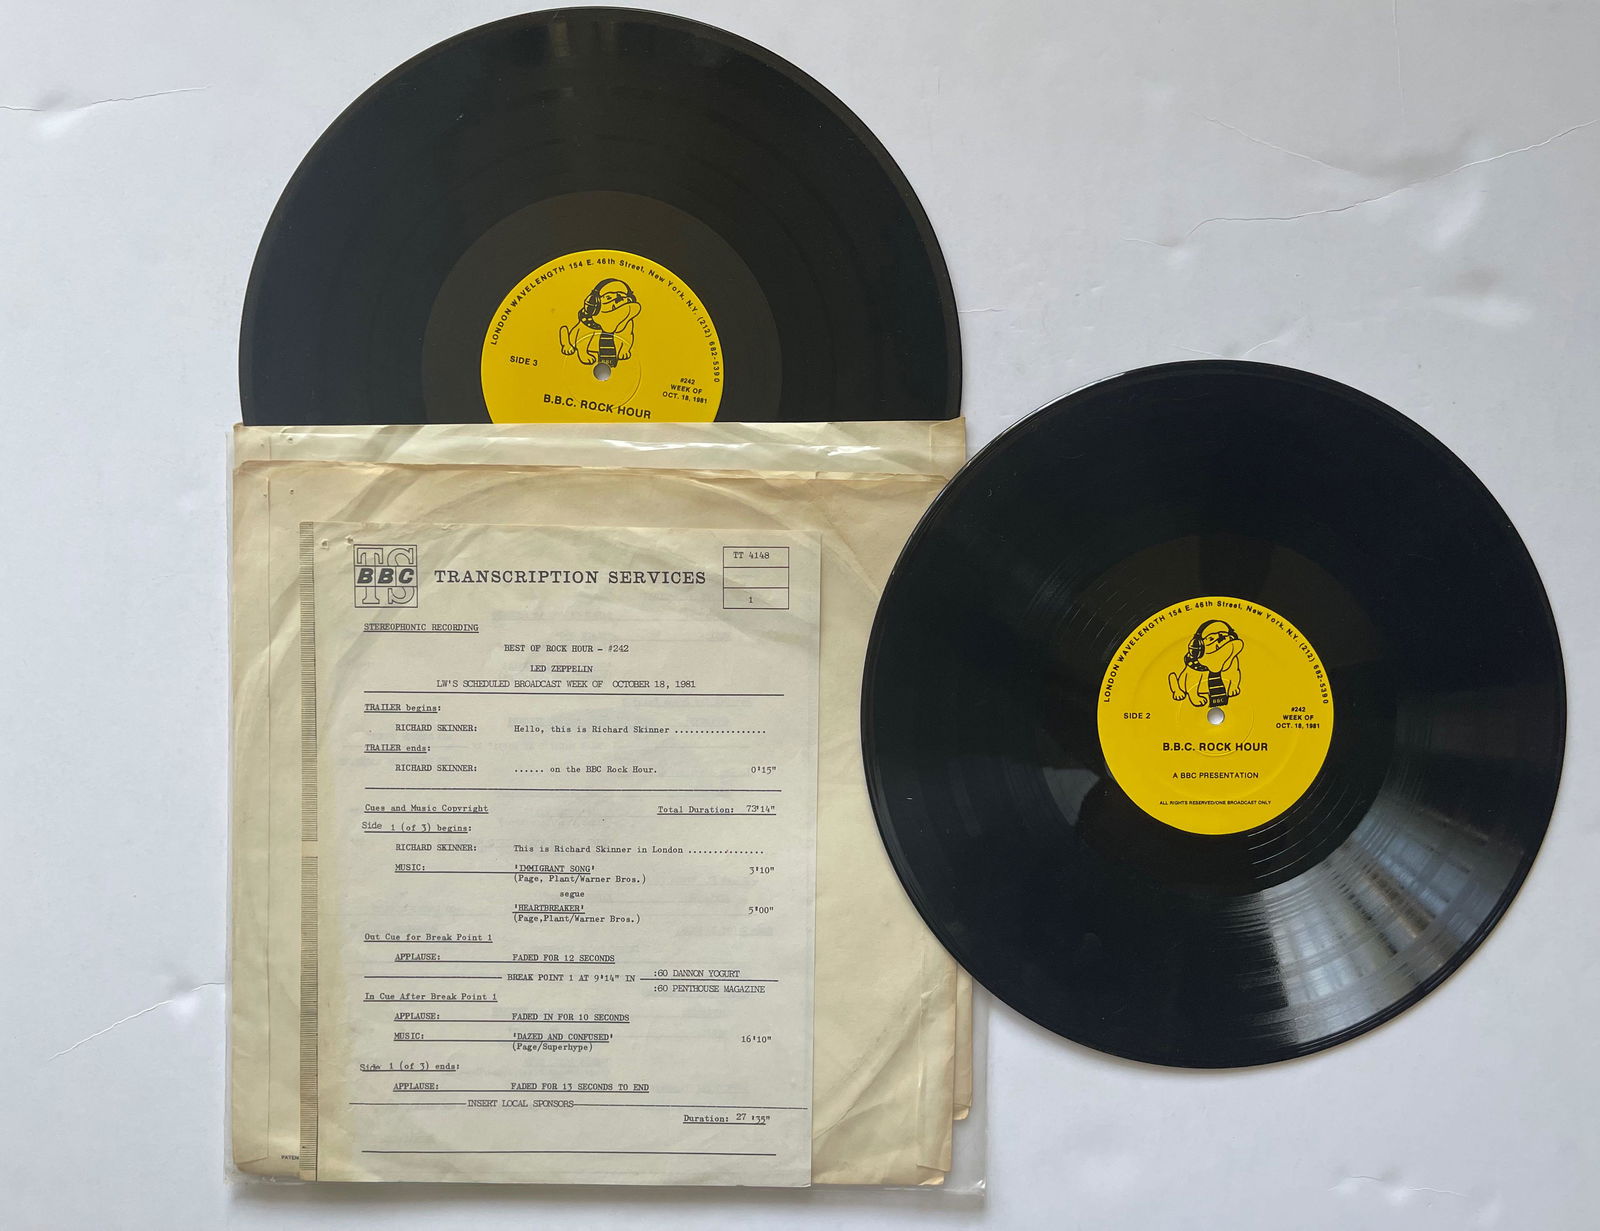 LONDON WAVELENGTH 154 E. 46th Street, New York, N.Y. (212) 682-5390
BBC
SIDE 3
#242
WEEK OF
OCT. 18, 1981
B.B.C. ROCK HOUR
TS
BBC
TRANSCRIPTION SERVICES
TT 4148
1
STEREOPHONIC RECORDING
BEST OF ROCK HOUR - #242
LED ZEPPELIN
LW'S SCHEDULED BROADCAST WEEK OF OCTOBER 18, 1981
TRAILER begins:
RICHARD SKINNER: Hello, this is Richard Skinner ..................
TRAILER ends:
RICHARD SKINNER: ...... on the BBC Rock Hour. 0'15"
Cues and Music Copyright Total Duration: 73'14"
Side 1 (of 3) begins:
RICHARD SKINNER: This is Richard Skinner in London ...............
MUSIC: 'IMMIGRANT SONG' 3'10"
(Page, Plant/Warner Bros.)
segue
'HEARTBREAKER' 5'00"
(Page,Plant/Warner Bros.)
Out Cue for Break Point 1
APPLAUSE: FADED FOR 12 SECONDS
BREAK POINT 1 AT 9'14" IN :60 DANNON YOGURT
:60 PENTHOUSE MAGAZINE
In Cue After Break Point 1
APPLAUSE: FADED IN FOR 10 SECONDS
MUSIC: 'DAZED AND CONFUSED' 16'10"
(Page/Superhype)
Side 1 (of 3) ends:
APPLAUSE: FADED FOR 13 SECONDS TO END
INSERT LOCAL SPONSORS
Duration: 27'35"
PATEN
LONDON WAVELENGTH 154 E. 46th Street, New York, N.Y. (212) 682-5390
BBC
SIDE 2
#242
WEEK OF
OCT. 18, 1981
B.B.C. ROCK HOUR
A BBC PRESENTATION
ALL RIGHTS RESERVED/ONE BROADCAST ONLY